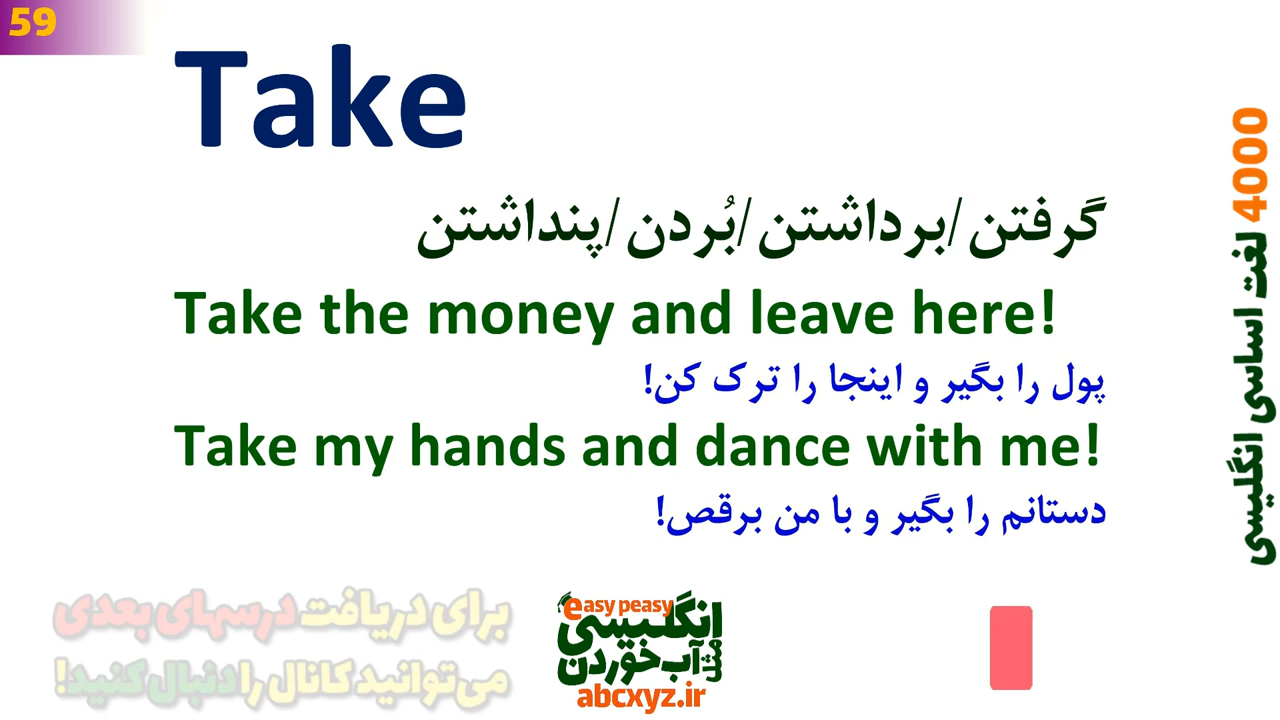 59
Take
گرفتن/برداشتن/بُردن/پنداشتن
Take the money and leave here!
پول را بگیر و اینجا را ترک کن!
Take my hands and dance with me!
دستانم را بگیر و با من برقص!
4000 لغت اساسی انگلیسی
برای دریافت درسهای بعدی
می‌توانید کانال را دنبال کنید!
easy peasy
انگلیسی
مثل آب خوردن
abcxyz.ir